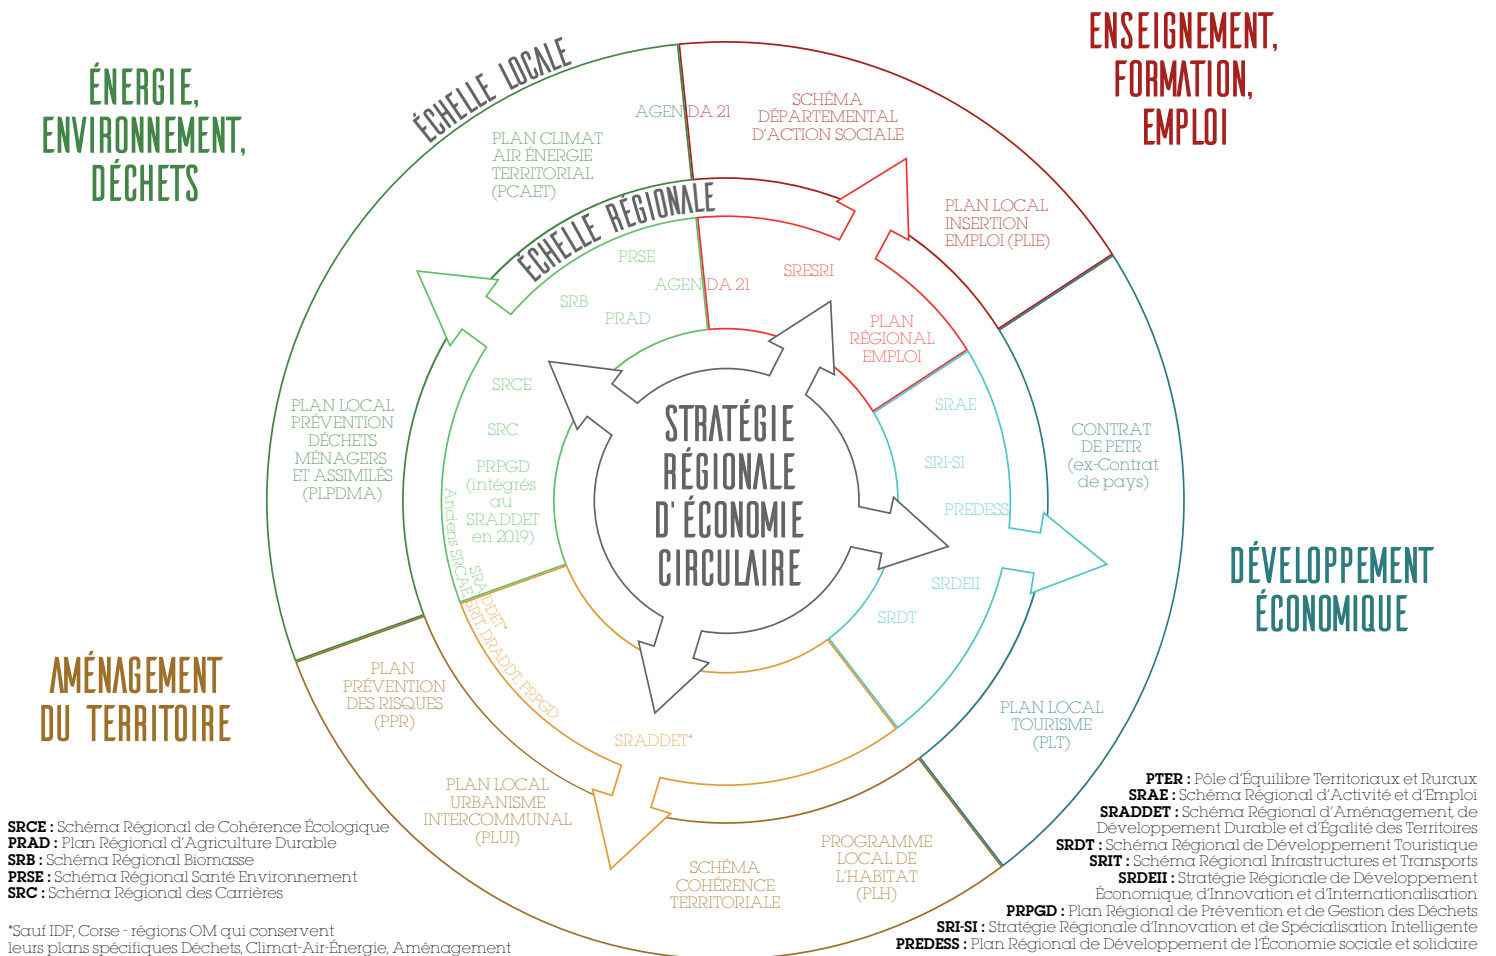 ÉNERGIE,
ENVIRONNEMENT,
DÉCHETS
ENSEIGNEMENT,
FORMATION,
EMPLOI
ÉCHELLE LOCALE
AGENDA 21
SCHÉMA
DÉPARTEMENTAL
D'ACTION SOCIALE
PLAN CLIMAT
AIR ÉNERGIE
TERRITORIAL
(PCAET)
PLAN LOCAL
INSERTION
EMPLOI (PLIE)
ÉCHELLE RÉGIONALE
PRSE
AGENDA 21
SRB
PRAD
SRESRI
PLAN
RÉGIONAL
EMPLOI
SRCE
SRC
PRPGD
(intégrés
au
SRADDET
en 2019)
PLAN LOCAL
PRÉVENTION
DÉCHETS
MÉNAGERS
ET ASSIMILÉS
(PLPDMA)
STRATÉGIE
RÉGIONALE
D' ÉCONOMIE
CIRCULAIRE
SRAE
SRI-SI
PREDESS
SRDEII
SRDT
CONTRAT
DE PETR
(ex-Contrat
de pays)
DÉVELOPPEMENT
ÉCONOMIQUE
PLAN LOCAL
TOURISME
(PLT)
SRADDET*
Anciens SRCAE, SRIT, DRADDT, PRPGD
SRADDET*
AMÉNAGEMENT
DU TERRITOIRE
PLAN
PRÉVENTION
DES RISQUES
(PPR)
PLAN LOCAL
URBANISME
INTERCOMMUNAL
(PLUI)
SCHÉMA
COHÉRENCE
TERRITORIALE
PROGRAMME
LOCAL DE
L'HABITAT
(PLH)
SRCE : Schéma Régional de Cohérence Écologique
PRAD : Plan Régional d'Agriculture Durable
SRB : Schéma Régional Biomasse
PRSE : Schéma Régional Santé Environnement
SRC : Schéma Régional des Carrières
*Sauf IDF, Corse - régions OM qui conservent
leurs plans spécifiques Déchets, Climat-Air-Énergie, Aménagement
PTER : Pôle d'Équilibre Territoriaux et Ruraux
SRAE : Schéma Régional d'Activité et d'Emploi
SRADDET : Schéma Régional d'Aménagement, de
Développement Durable et d'Égalité des Territoires
SRDT : Schéma Régional de Développement Touristique
SRIT : Schéma Régional Infrastructures et Transports
SRDEII : Stratégie Régionale de Développement
Économique, d'Innovation et d'Internationalisation
PRPGD : Plan Régional de Prévention et de Gestion des Déchets
SRI-SI : Stratégie Régionale d'Innovation et de Spécialisation Intelligente
PREDESS : Plan Régional de Développement de l'Économie sociale et solidaire